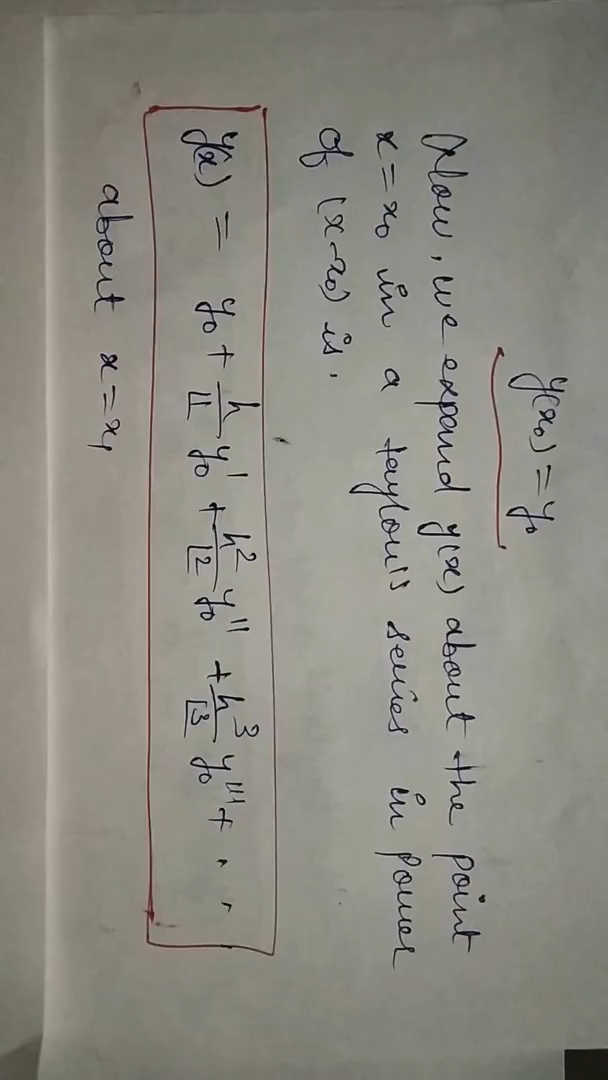 y(x₀) = y₀
Now, we expand y(x) about the point
x = x₀ in a taylor's series in power
of (x-x₀) is.
y(x) = y₀ + h/⌊1 y₀' + h²/⌊2 y₀'' + h³/⌊3 y₀''' + . .
about x = x₁